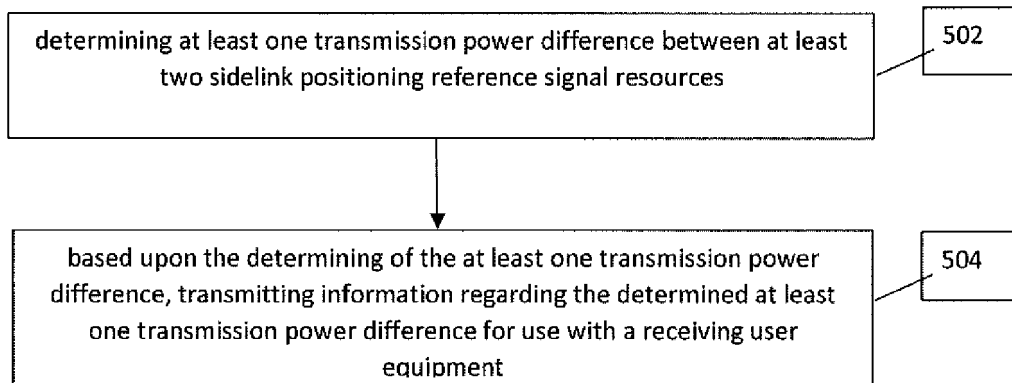 determining at least one transmission power difference between at least
two sidelink positioning reference signal resources
502
based upon the determining of the at least one transmission power
difference, transmitting information regarding the determined at least
one transmission power difference for use with a receiving user
equipment
504